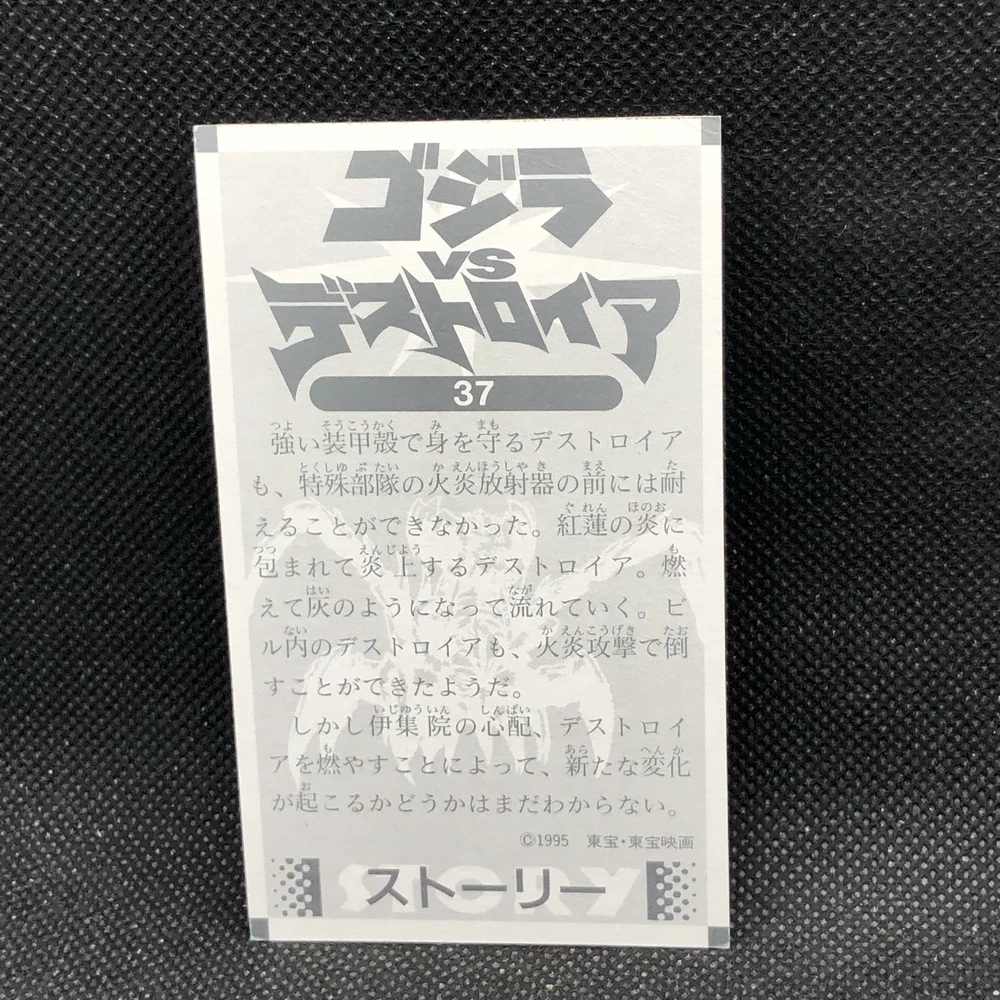 ゴジラ
VS
デストロイア
37
強い装甲殻で身を守るデストロイア
も、特殊部隊の火炎放射器の前には耐
えることができなかった。紅蓮の炎に
包まれて炎上するデストロイア。燃
えて灰のようになって流れていく。ビ
ル内のデストロイアも、火炎攻撃で倒
すことができたようだ。
しかし伊集院の心配、デストロイ
アを燃やすことによって、新たな変化
が起こるかどうかはまだわからない。
©1995 東宝・東宝映画
STORY
ストーリー